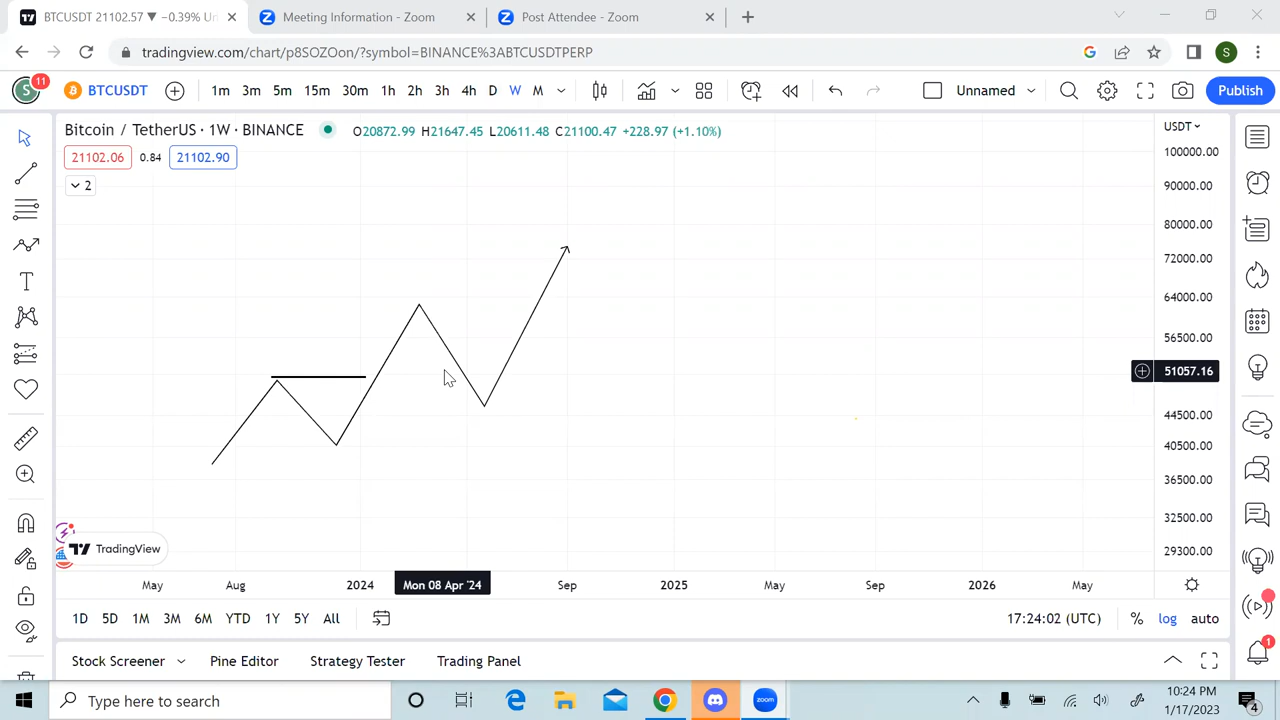 BTCUSDT 21102.57 ▼ −0.39% Un
Meeting Information - Zoom
Post Attendee - Zoom
tradingview.com/chart/p8SOZOon/?symbol=BINANCE%3ABTCUSDTPERP
S
S 11 BTCUSDT 1m 3m 5m 15m 30m 1h 2h 3h 4h D W M Unnamed Publish
Bitcoin / TetherUS · 1W · BINANCE O20872.99 H21647.45 L20611.48 C21100.47 +228.97 (+1.10%)
USDT
21102.06 0.84 21102.90
2
100000.00
90000.00
80000.00
72000.00
64000.00
56500.00
51057.16
44500.00
40500.00
36500.00
32500.00
29300.00
TradingView
May Aug 2024 Mon 08 Apr '24 Sep 2025 May Sep 2026 May
1D 5D 1M 3M 6M YTD 1Y 5Y All 17:24:02 (UTC) % log auto
Stock Screener Pine Editor Strategy Tester Trading Panel
1
Type here to search
zoom
10:24 PM
1/17/2023
4